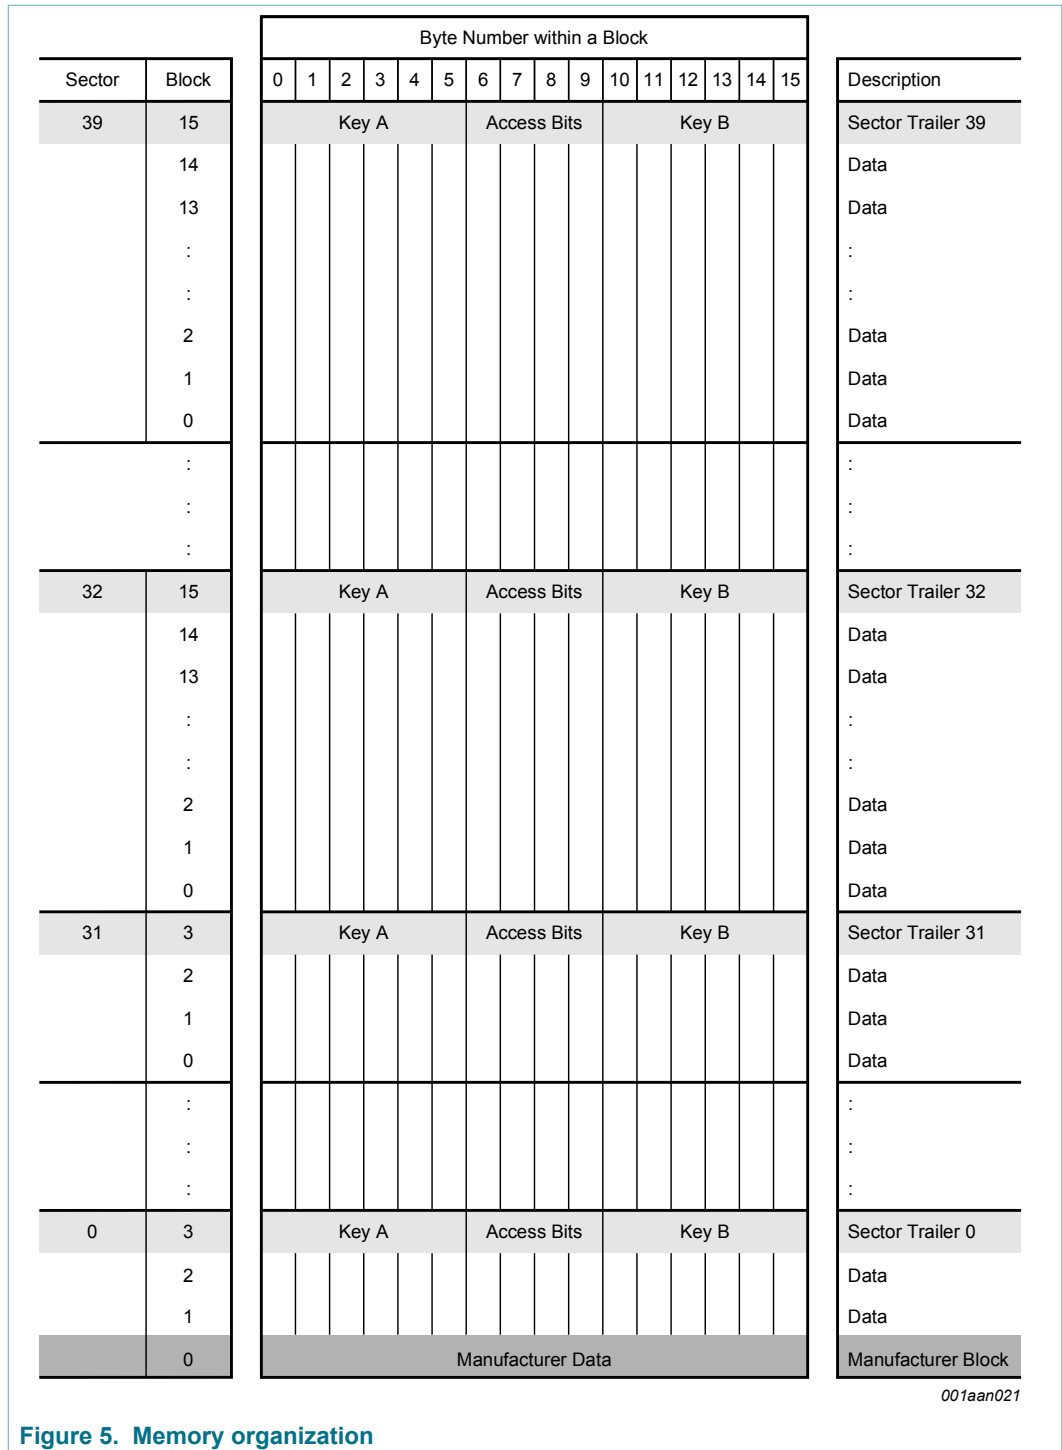 Byte Number within a Block
Sector Block 0 1 2 3 4 5 6 7 8 9 10 11 12 13 14 15 Description
39 15 Key A Access Bits Key B Sector Trailer 39
14 Data
13 Data
: :
: :
2 Data
1 Data
0 Data
: :
: :
: :
32 15 Key A Access Bits Key B Sector Trailer 32
14 Data
13 Data
: :
: :
2 Data
1 Data
0 Data
31 3 Key A Access Bits Key B Sector Trailer 31
2 Data
1 Data
0 Data
: :
: :
: :
0 3 Key A Access Bits Key B Sector Trailer 0
2 Data
1 Data
0 Manufacturer Data Manufacturer Block
001aan021
Figure 5. Memory organization